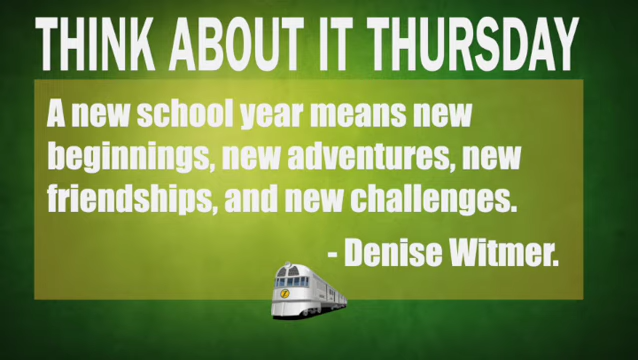 THINK ABOUT IT THURSDAY
A new school year means new
beginnings, new adventures, new
friendships, and new challenges.
- Denise Witmer.